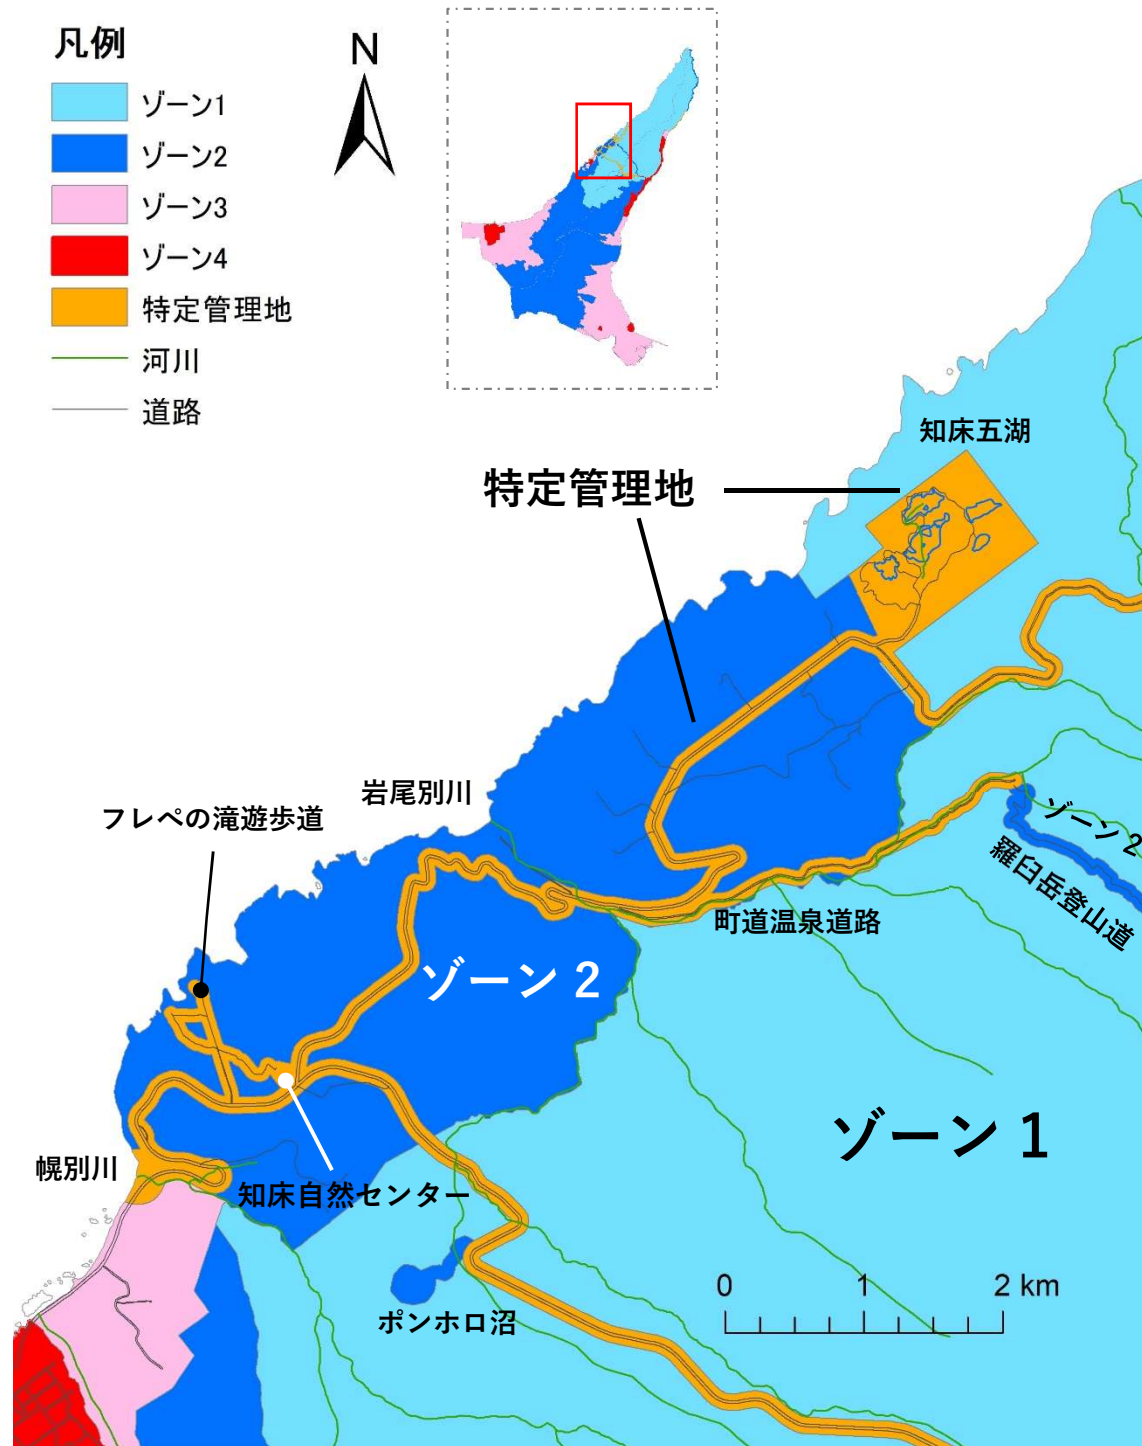 凡例
ゾーン1
ゾーン2
ゾーン3
ゾーン4
特定管理地
河川
道路
N
知床五湖
特定管理地
岩尾別川
フレペの滝遊歩道
ゾーン 2
羅臼岳登山道
町道温泉道路
ゾーン 2
ゾーン 1
幌別川
知床自然センター
ポンホロ沼
0 1 2 km